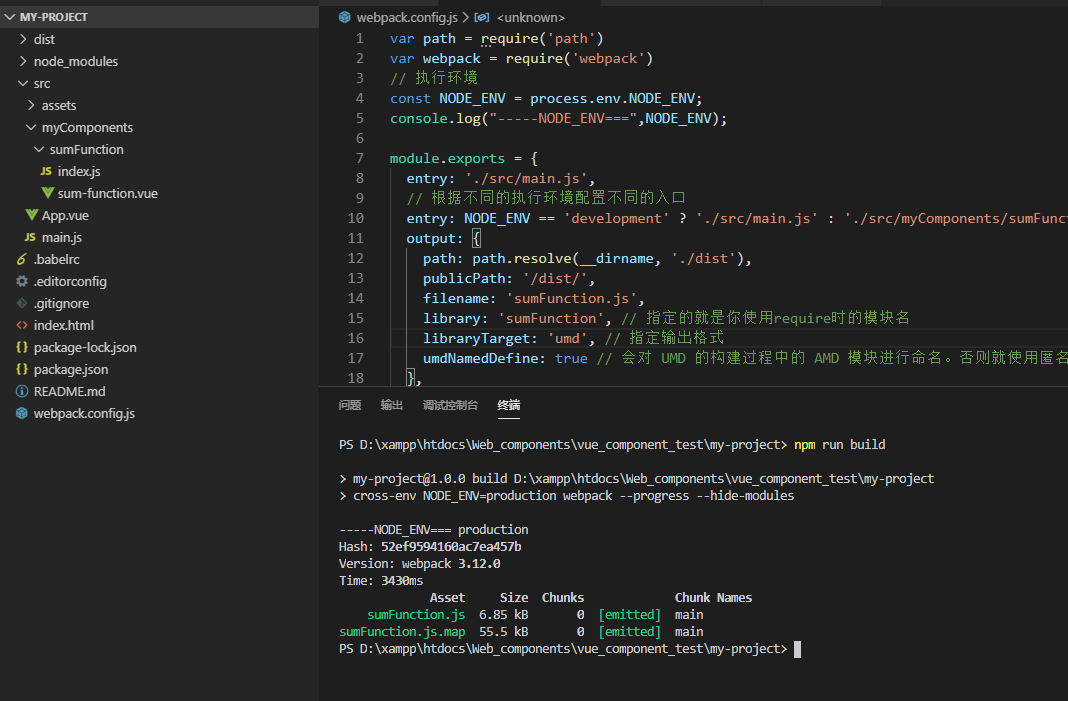 MY-PROJECT
dist
node_modules
src
assets
myComponents
sumFunction
JS index.js
sum-function.vue
App.vue
JS main.js
.babelrc
.editorconfig
.gitignore
<> index.html
{} package-lock.json
{} package.json
README.md
webpack.config.js
webpack.config.js > <unknown>
1 var path = require('path')
2 var webpack = require('webpack')
3 // 执行环境
4 const NODE_ENV = process.env.NODE_ENV;
5 console.log("-----NODE_ENV===",NODE_ENV);
6
7 module.exports = {
8 entry: './src/main.js',
9 // 根据不同的执行环境配置不同的入口
10 entry: NODE_ENV == 'development' ? './src/main.js' : './src/myComponents/sumFunct
11 output: {
12 path: path.resolve(__dirname, './dist'),
13 publicPath: '/dist/',
14 filename: 'sumFunction.js',
15 library: 'sumFunction', // 指定的就是你使用require时的模块名
16 libraryTarget: 'umd', // 指定输出格式
17 umdNamedDefine: true // 会对 UMD 的构建过程中的 AMD 模块进行命名。否则就使用匿名
18 },
问题 输出 调试控制台 终端
PS D:\xampp\htdocs\Web_components\vue_component_test\my-project> npm run build
> my-project@1.0.0 build D:\xampp\htdocs\Web_components\vue_component_test\my-project
> cross-env NODE_ENV=production webpack --progress --hide-modules
-----NODE_ENV=== production
Hash: 52ef9594160ac7ea457b
Version: webpack 3.12.0
Time: 3430ms
Asset Size Chunks Chunk Names
sumFunction.js 6.85 kB 0 [emitted] main
sumFunction.js.map 55.5 kB 0 [emitted] main
PS D:\xampp\htdocs\Web_components\vue_component_test\my-project>